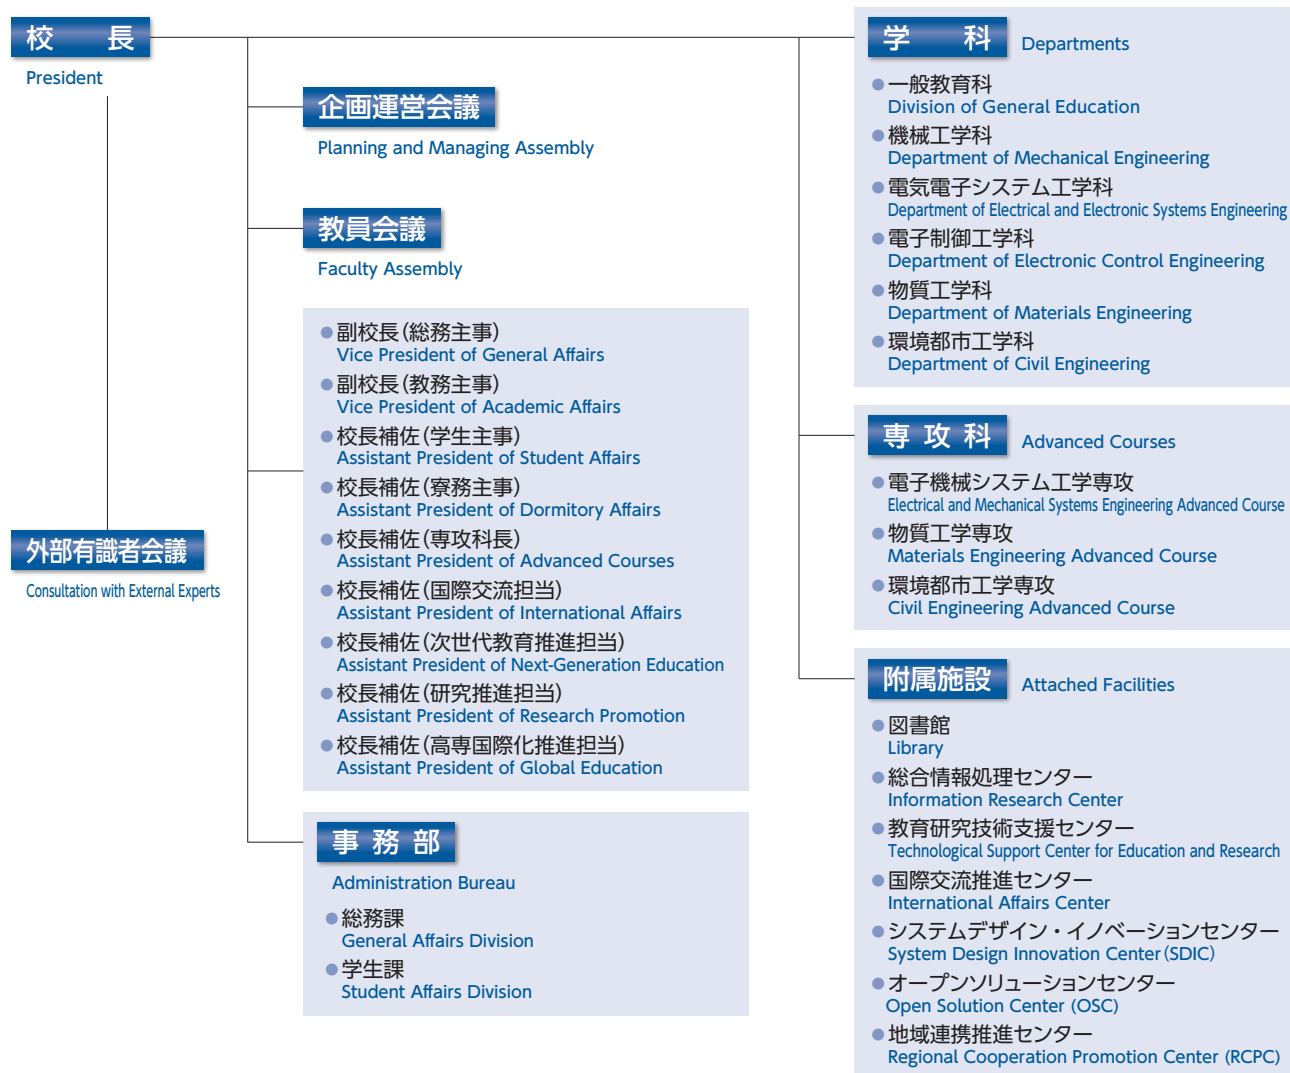 校　長
President
外部有識者会議
Consultation with External Experts
企画運営会議
Planning and Managing Assembly
教員会議
Faculty Assembly
●副校長(総務主事)
Vice President of General Affairs
●副校長(教務主事)
Vice President of Academic Affairs
●校長補佐(学生主事)
Assistant President of Student Affairs
●校長補佐(寮務主事)
Assistant President of Dormitory Affairs
●校長補佐(専攻科長)
Assistant President of Advanced Courses
●校長補佐(国際交流担当)
Assistant President of International Affairs
●校長補佐(次世代教育推進担当)
Assistant President of Next-Generation Education
●校長補佐(研究推進担当)
Assistant President of Research Promotion
●校長補佐(高専国際化推進担当)
Assistant President of Global Education
事務部
Administration Bureau
●総務課
General Affairs Division
●学生課
Student Affairs Division
学　科 Departments
●一般教育科
Division of General Education
●機械工学科
Department of Mechanical Engineering
●電気電子システム工学科
Department of Electrical and Electronic Systems Engineering
●電子制御工学科
Department of Electronic Control Engineering
●物質工学科
Department of Materials Engineering
●環境都市工学科
Department of Civil Engineering
専攻科 Advanced Courses
●電子機械システム工学専攻
Electrical and Mechanical Systems Engineering Advanced Course
●物質工学専攻
Materials Engineering Advanced Course
●環境都市工学専攻
Civil Engineering Advanced Course
附属施設 Attached Facilities
●図書館
Library
●総合情報処理センター
Information Research Center
●教育研究技術支援センター
Technological Support Center for Education and Research
●国際交流推進センター
International Affairs Center
●システムデザイン・イノベーションセンター
System Design Innovation Center(SDIC)
●オープンソリューションセンター
Open Solution Center (OSC)
●地域連携推進センター
Regional Cooperation Promotion Center (RCPC)